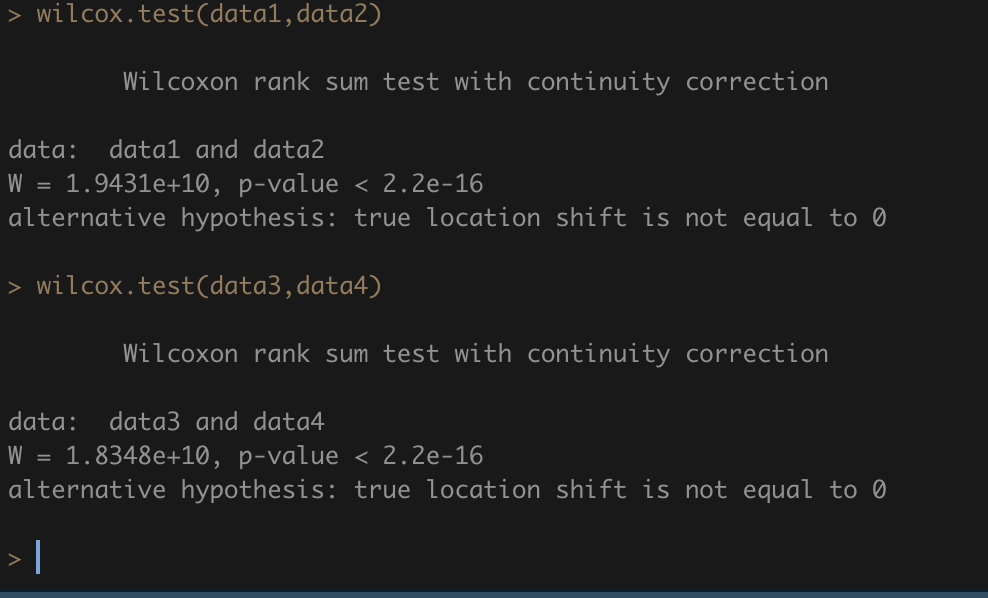 > wilcox.test(data1,data2)
Wilcoxon rank sum test with continuity correction
data:  data1 and data2
W = 1.9431e+10, p-value < 2.2e-16
alternative hypothesis: true location shift is not equal to 0
> wilcox.test(data3,data4)
Wilcoxon rank sum test with continuity correction
data:  data3 and data4
W = 1.8348e+10, p-value < 2.2e-16
alternative hypothesis: true location shift is not equal to 0
>